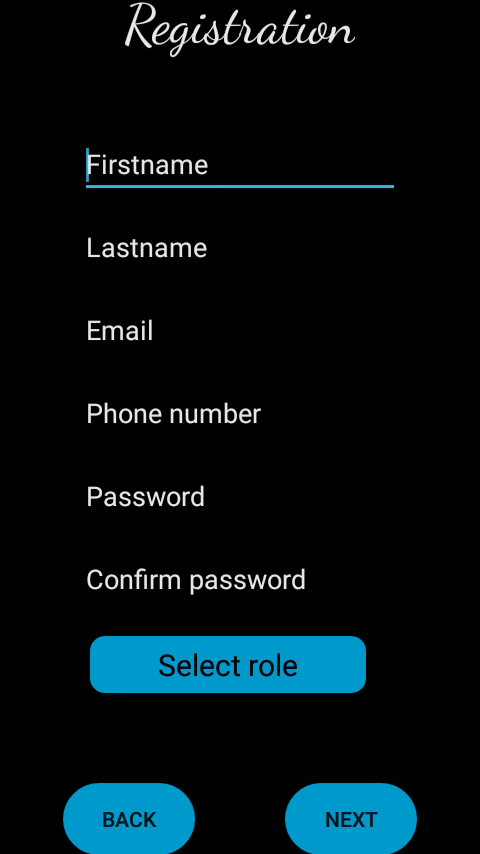 Registration
Firstname
Lastname
Email
Phone number
Password
Confirm password
Select role
BACK
NEXT